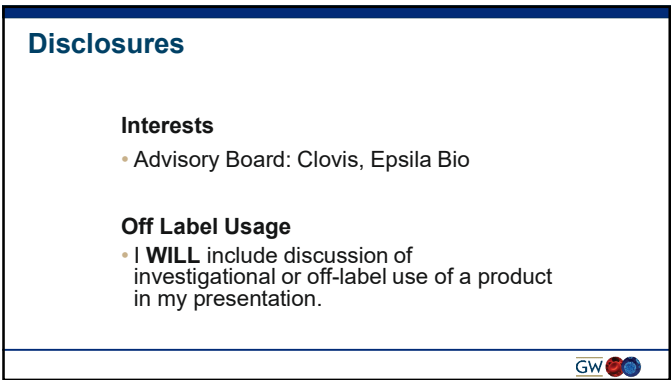 Disclosures
Interests
• Advisory Board: Clovis, Epsila Bio
Off Label Usage
• I WILL include discussion of
investigational or off-label use of a product
in my presentation.
GW